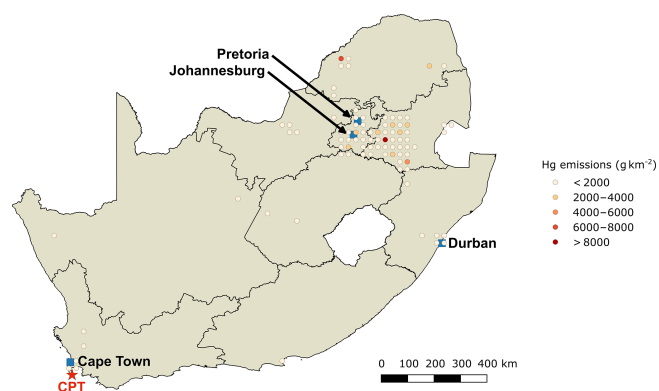 Pretoria
Johannesburg
Hg emissions (g km⁻²)
< 2000
2000–4000
4000–6000
6000–8000
> 8000
Durban
Cape Town
CPT
0 100 200 300 400 km